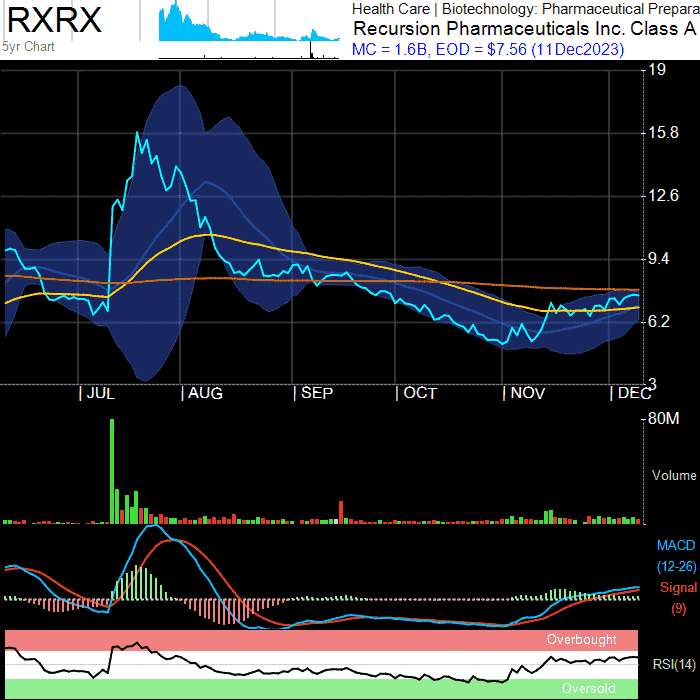 RXRX
5yr Chart
Health Care | Biotechnology: Pharmaceutical Prepara
Recursion Pharmaceuticals Inc. Class A
MC = 1.6B, EOD = $7.56 (11Dec2023)
19
15.8
12.6
9.4
6.2
3
| JUL
| AUG
| SEP
| OCT
| NOV
| DEC
80M
Volume
MACD
(12-26)
Signal
(9)
Overbought
RSI(14)
Oversold